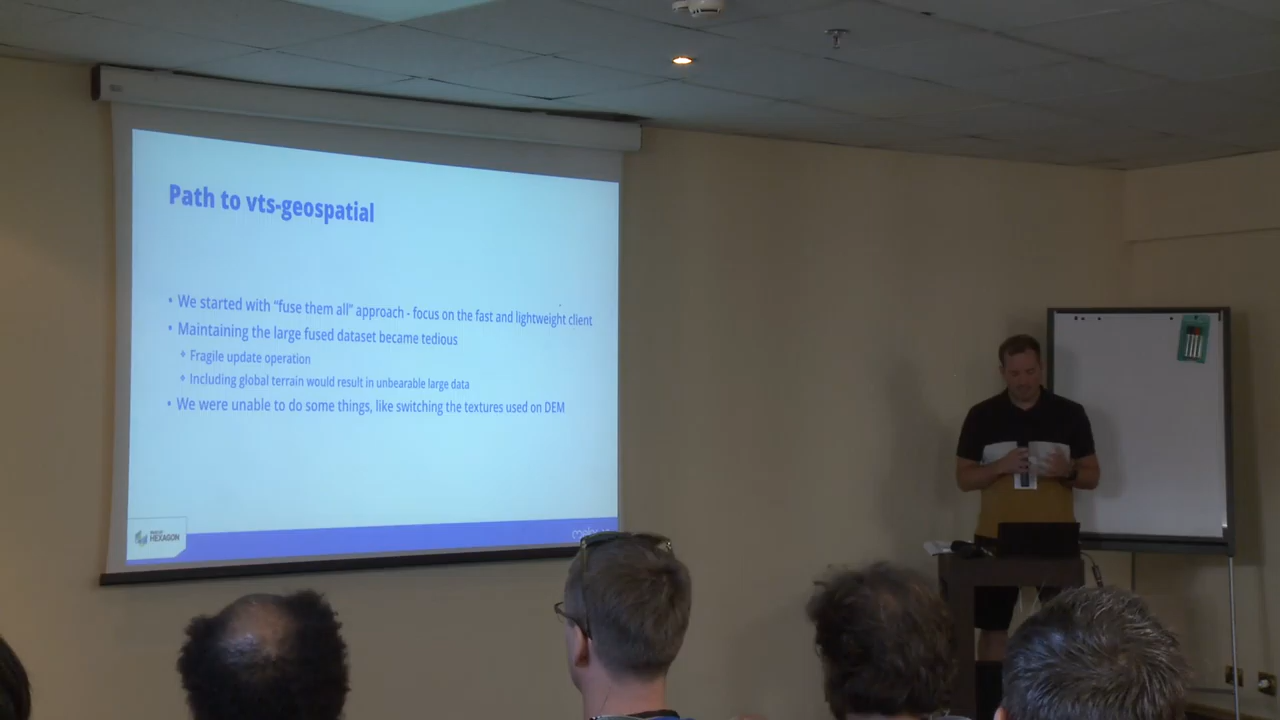 Path to vts-geospatial
• We started with "fuse them all" approach - focus on the fast and lightweight client
• Maintaining the large fused dataset became tedious
Fragile update operation
Including global terrain would result in unbearable large data
• We were unable to do some things, like switching the textures used on DEM
HEXAGON